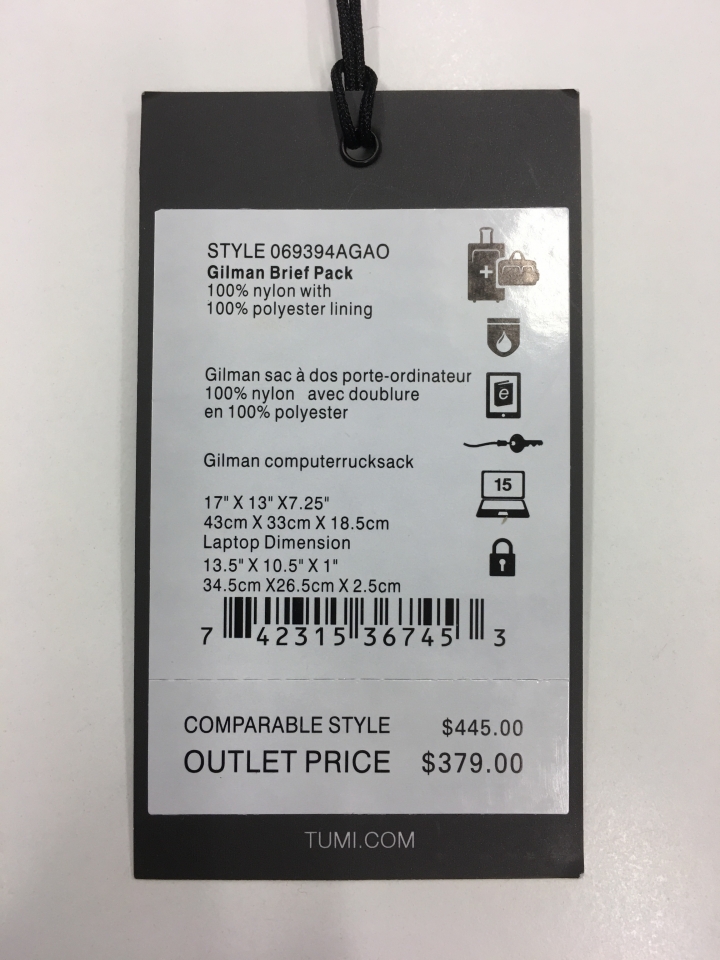 STYLE 069394AGAO
Gilman Brief Pack
100% nylon with
100% polyester lining
Gilman sac à dos porte-ordinateur
100% nylon avec doublure
en 100% polyester
e
Gilman computerrucksack
15
17" X 13" X7.25"
43cm X 33cm X 18.5cm
Laptop Dimension
13.5" X 10.5" X 1"
34.5cm X26.5cm X 2.5cm
7 42315 36745 3
COMPARABLE STYLE $445.00
OUTLET PRICE $379.00
TUMI.COM